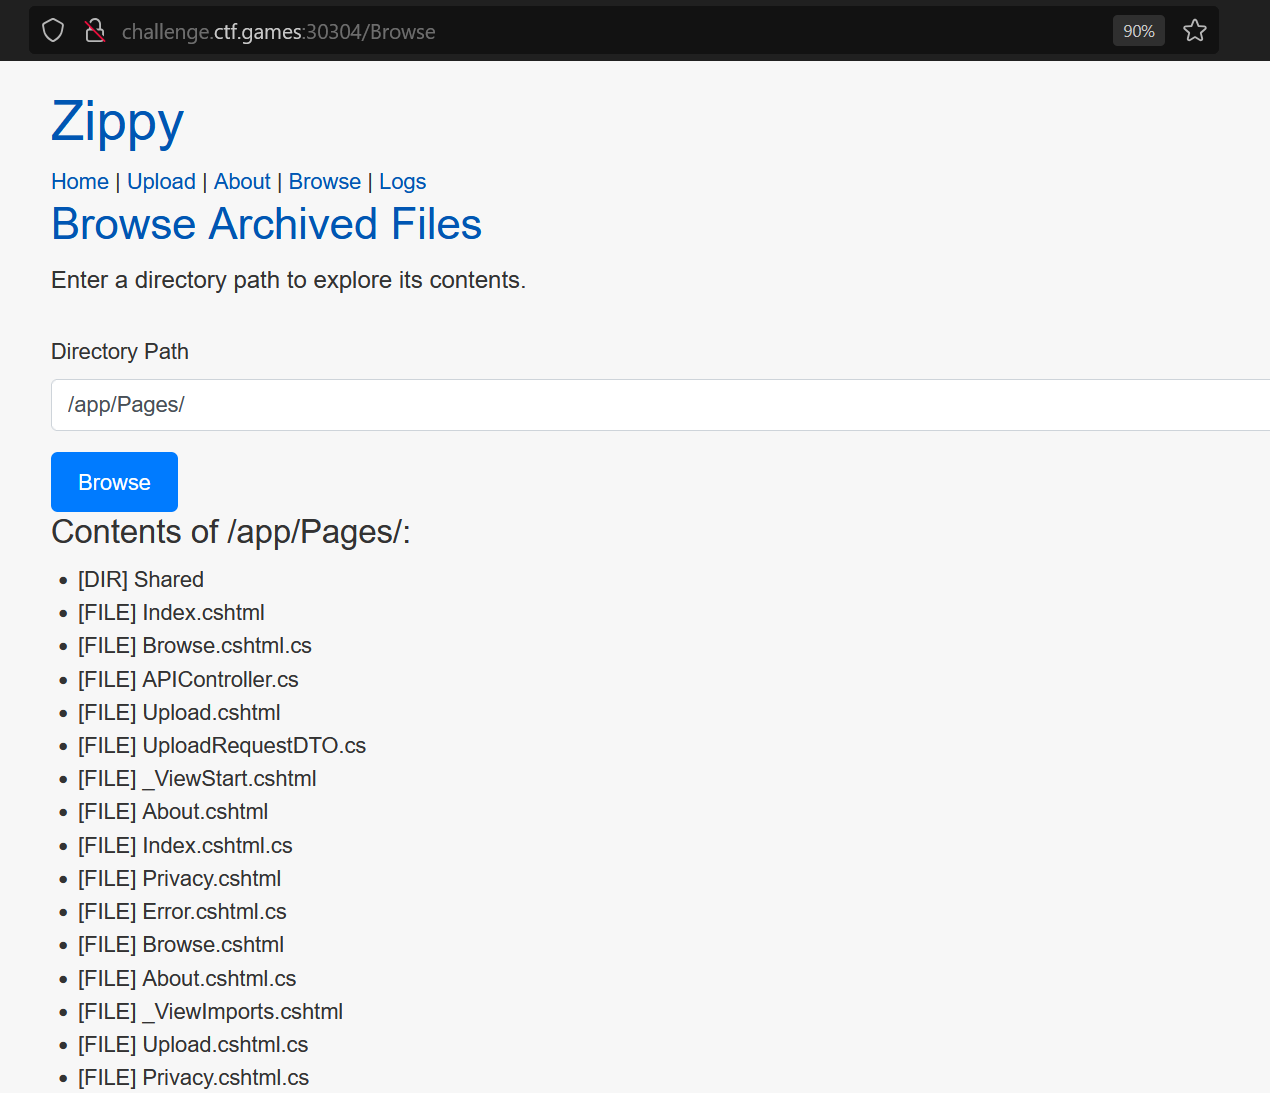 challenge.ctf.games:30304/Browse
90%
Zippy
Home | Upload | About | Browse | Logs
Browse Archived Files
Enter a directory path to explore its contents.
Directory Path
/app/Pages/
Browse
Contents of /app/Pages/:
[DIR] Shared
[FILE] Index.cshtml
[FILE] Browse.cshtml.cs
[FILE] APIController.cs
[FILE] Upload.cshtml
[FILE] UploadRequestDTO.cs
[FILE] _ViewStart.cshtml
[FILE] About.cshtml
[FILE] Index.cshtml.cs
[FILE] Privacy.cshtml
[FILE] Error.cshtml.cs
[FILE] Browse.cshtml
[FILE] About.cshtml.cs
[FILE] _ViewImports.cshtml
[FILE] Upload.cshtml.cs
[FILE] Privacy.cshtml.cs